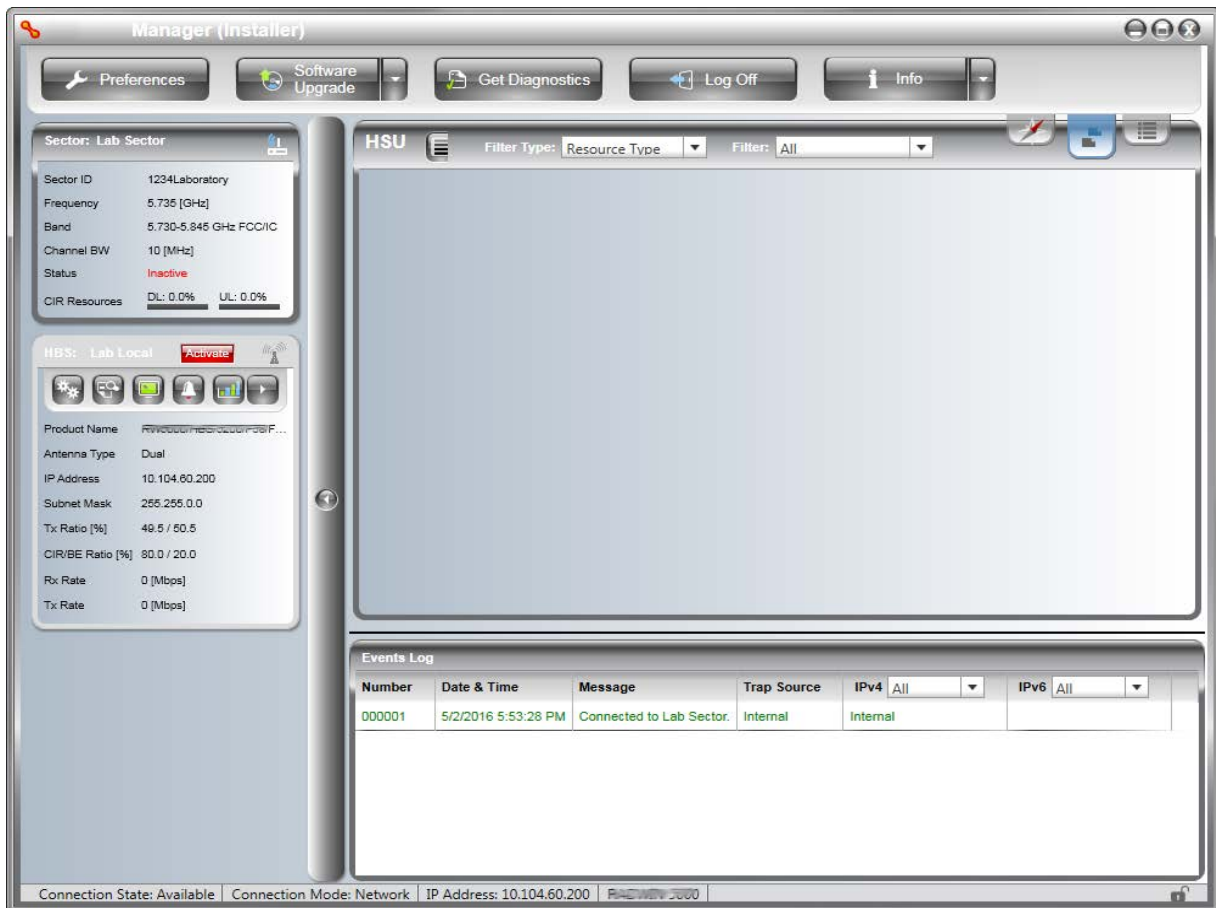 Manager (Installer)
Preferences
Software Upgrade
Get Diagnostics
Log Off
Info
Sector: Lab Sector
Sector ID 1234Laboratory
Frequency 5.735 [GHz]
Band 5.730-5.845 GHz FCC/IC
Channel BW 10 [MHz]
Status Inactive
CIR Resources DL: 0.0% UL: 0.0%
HBS: Lab Local Activate
Product Name
Antenna Type Dual
IP Address 10.104.60.200
Subnet Mask 255.255.0.0
Tx Ratio [%] 49.5 / 50.5
CIR/BE Ratio [%] 80.0 / 20.0
Rx Rate 0 [Mbps]
Tx Rate 0 [Mbps]
HSU Filter Type: Resource Type Filter: All
Events Log
Number Date & Time Message Trap Source IPv4 All IPv6 All
000001 5/2/2016 5:53:28 PM Connected to Lab Sector. Internal Internal
Connection State: Available Connection Mode: Network IP Address: 10.104.60.200